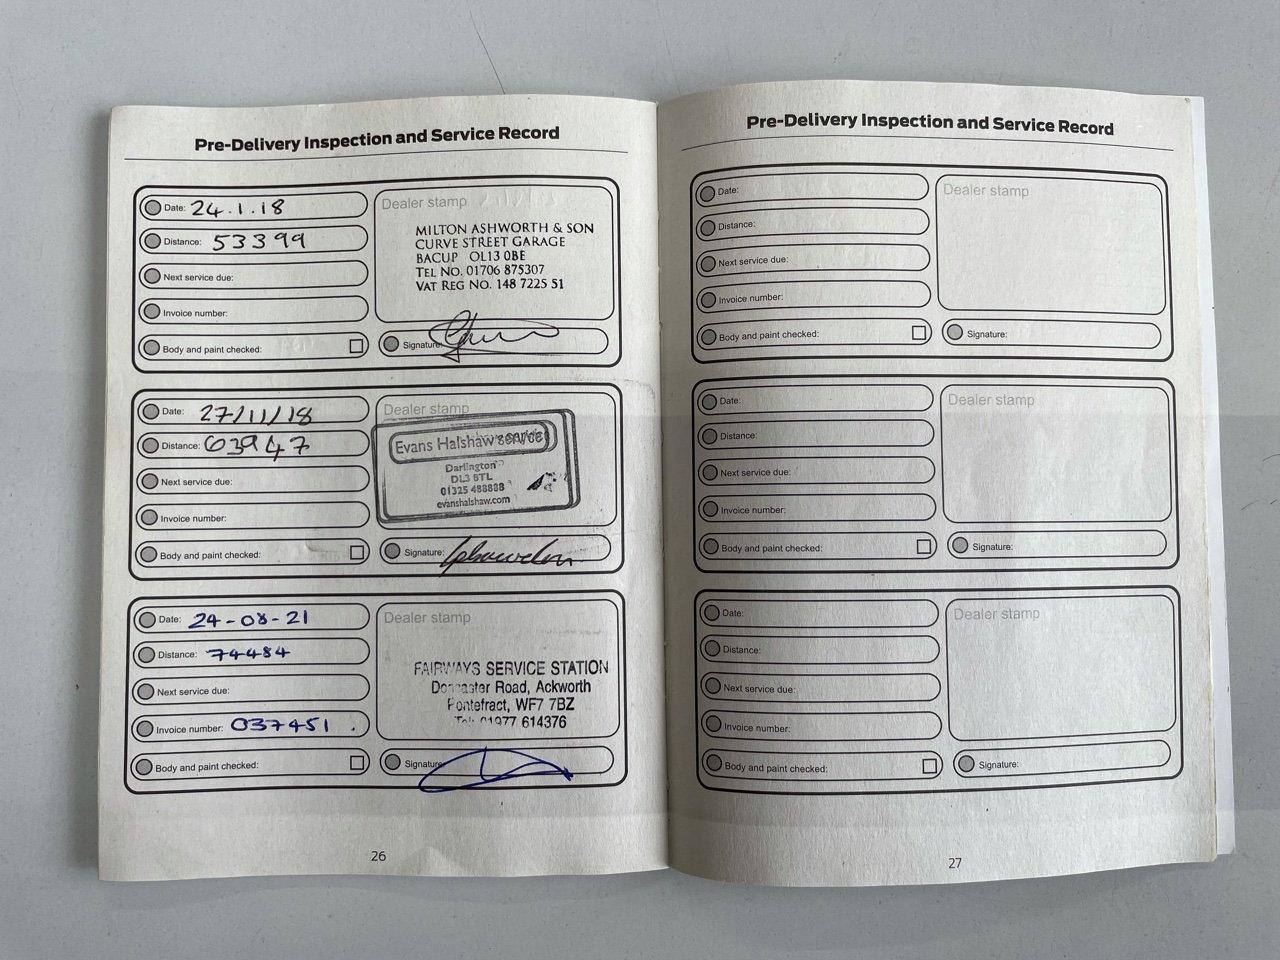 Pre-Delivery Inspection and Service Record
Date: 24.1.18
Distance: 53399
Next service due:
Invoice number:
Body and paint checked:
Dealer stamp
MILTON ASHWORTH & SON
CURVE STREET GARAGE
BACUP OL13 0BE
TEL NO. 01706 875307
VAT REG NO. 148 7225 51
Signature:
Date: 27/11/18
Distance: 63947
Next service due:
Invoice number:
Body and paint checked:
Dealer stamp
Evans Halshaw service
Darlington
DL3 8TL
01325 488888
evanshalshaw.com
Signature:
Date: 24-08-21
Distance: 74484
Next service due:
Invoice number: 037451 .
Body and paint checked:
Dealer stamp
FAIRWAYS SERVICE STATION
Doncaster Road, Ackworth
Pontefract, WF7 7BZ
Tel: 01977 614376
Signature:
26
Pre-Delivery Inspection and Service Record
Date:
Distance:
Next service due:
Invoice number:
Body and paint checked:
Dealer stamp
Signature:
Date:
Distance:
Next service due:
Invoice number:
Body and paint checked:
Dealer stamp
Signature:
Date:
Distance:
Next service due:
Invoice number:
Body and paint checked:
Dealer stamp
Signature:
27